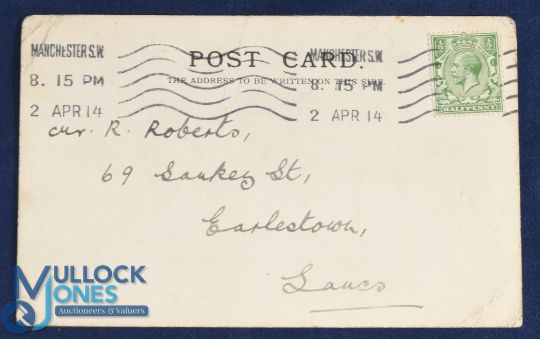 MANCHESTER S.W. POST CARD. MANCHESTER S.W.
8. 15 PM THE ADDRESS TO BE WRITTEN ON THIS SIDE. 8. 15 PM
2 APR 14 2 APR 14
HALFPENNY
Mr. R. Roberts,
69 Sankey St,
Earlestown,
Lancs
MULLOCK
JONES
Auctioneers & Valuers